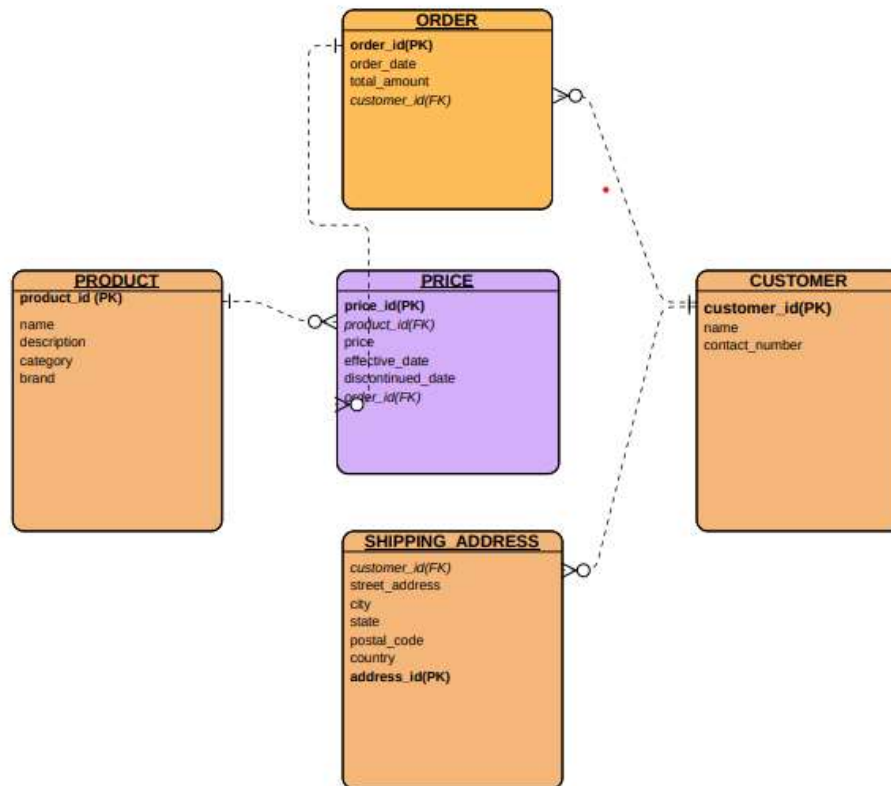 ORDER
order_id(PK)
order_date
total_amount
customer_id(FK)
PRODUCT
product_id (PK)
name
description
category
brand
PRICE
price_id(PK)
product_id(FK)
price
effective_date
discontinued_date
order_id(FK)
CUSTOMER
customer_id(PK)
name
contact_number
SHIPPING_ADDRESS
customer_id(FK)
street_address
city
state
postal_code
country
address_id(PK)